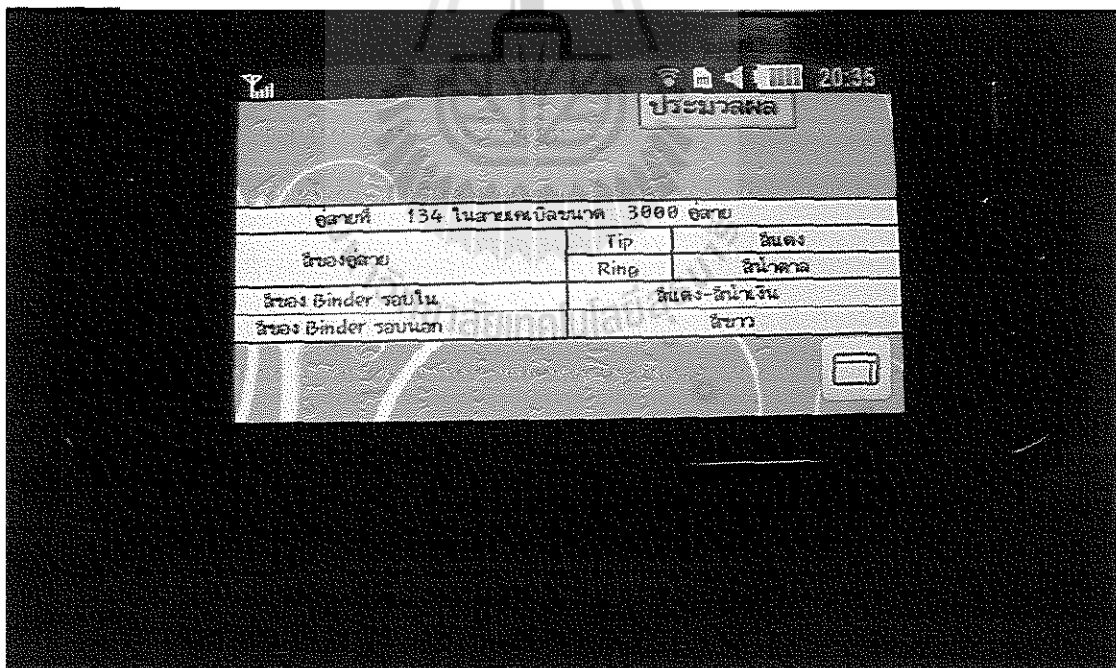 20:35
ประมวลผล
คู่สายที่ 134 ในสายเคเบิลขนาด 3000 คู่สาย
สีของคู่สาย Tip สีแดง
Ring สีน้ำตาล
สีของ Binder รอบใน สีแดง-สีน้ำเงิน
สีของ Binder รอบนอก สีขาว